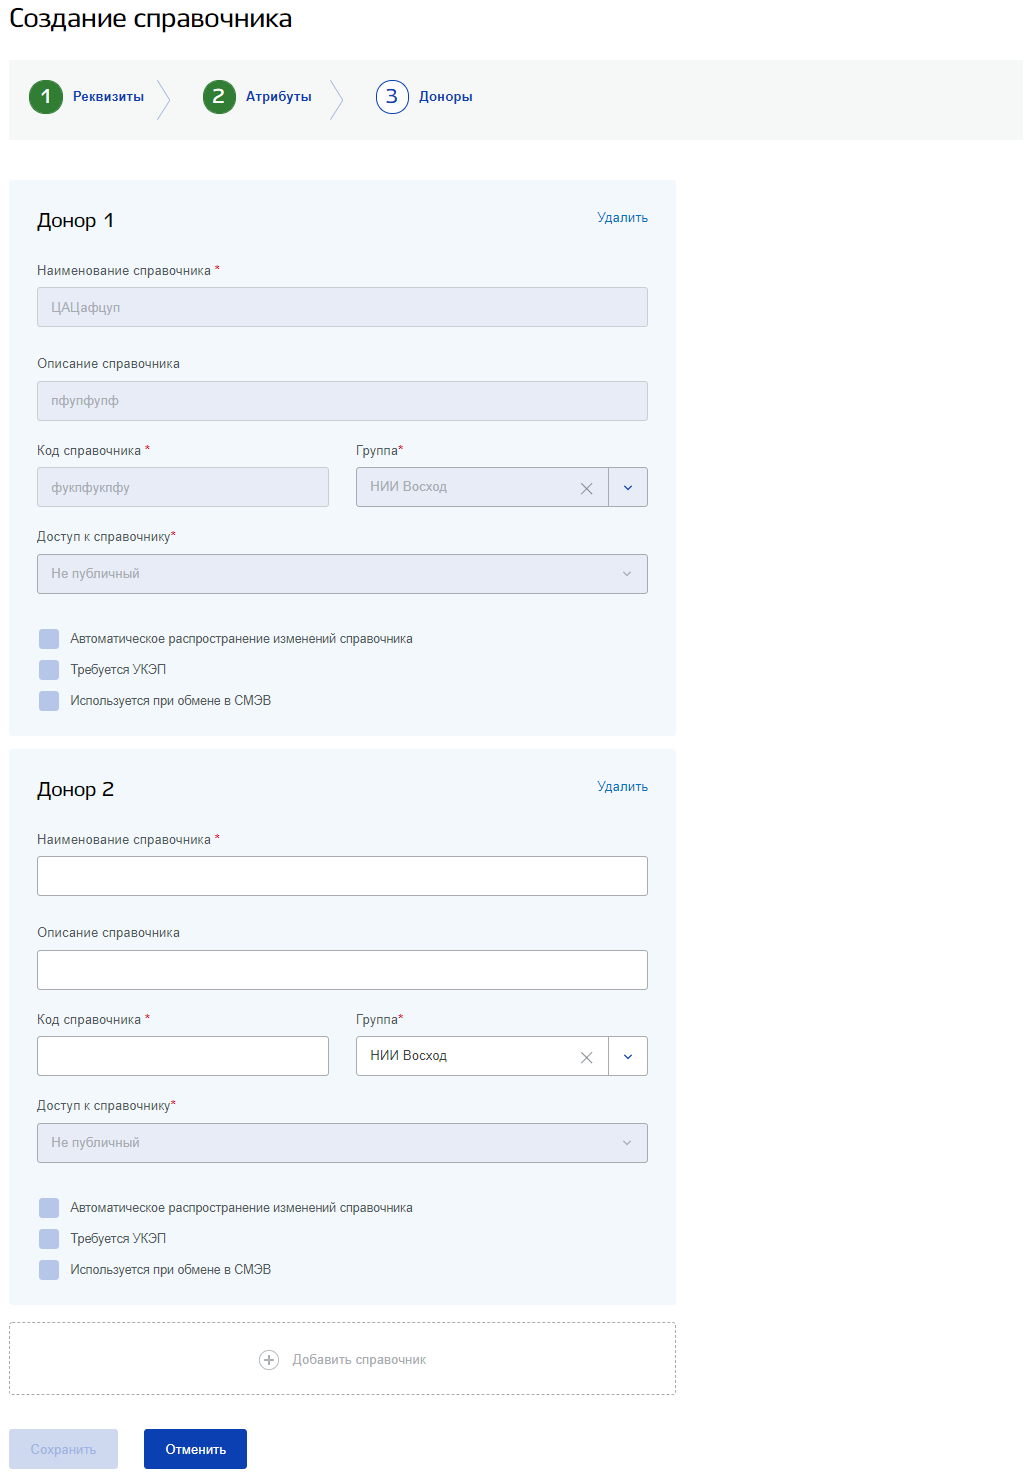 Создание справочника
1 Реквизиты 2 Атрибуты 3 Доноры
Донор 1 Удалить
Наименование справочника *
ЦАЦафцуп
Описание справочника
пфупфупф
Код справочника * Группа*
фукпфукпфу НИИ Восход
Доступ к справочнику*
Не публичный
Автоматическое распространение изменений справочника
Требуется УКЭП
Используется при обмене в СМЭВ
Донор 2 Удалить
Наименование справочника *
Описание справочника
Код справочника * Группа*
НИИ Восход
Доступ к справочнику*
Не публичный
Автоматическое распространение изменений справочника
Требуется УКЭП
Используется при обмене в СМЭВ
Добавить справочник
Сохранить Отменить